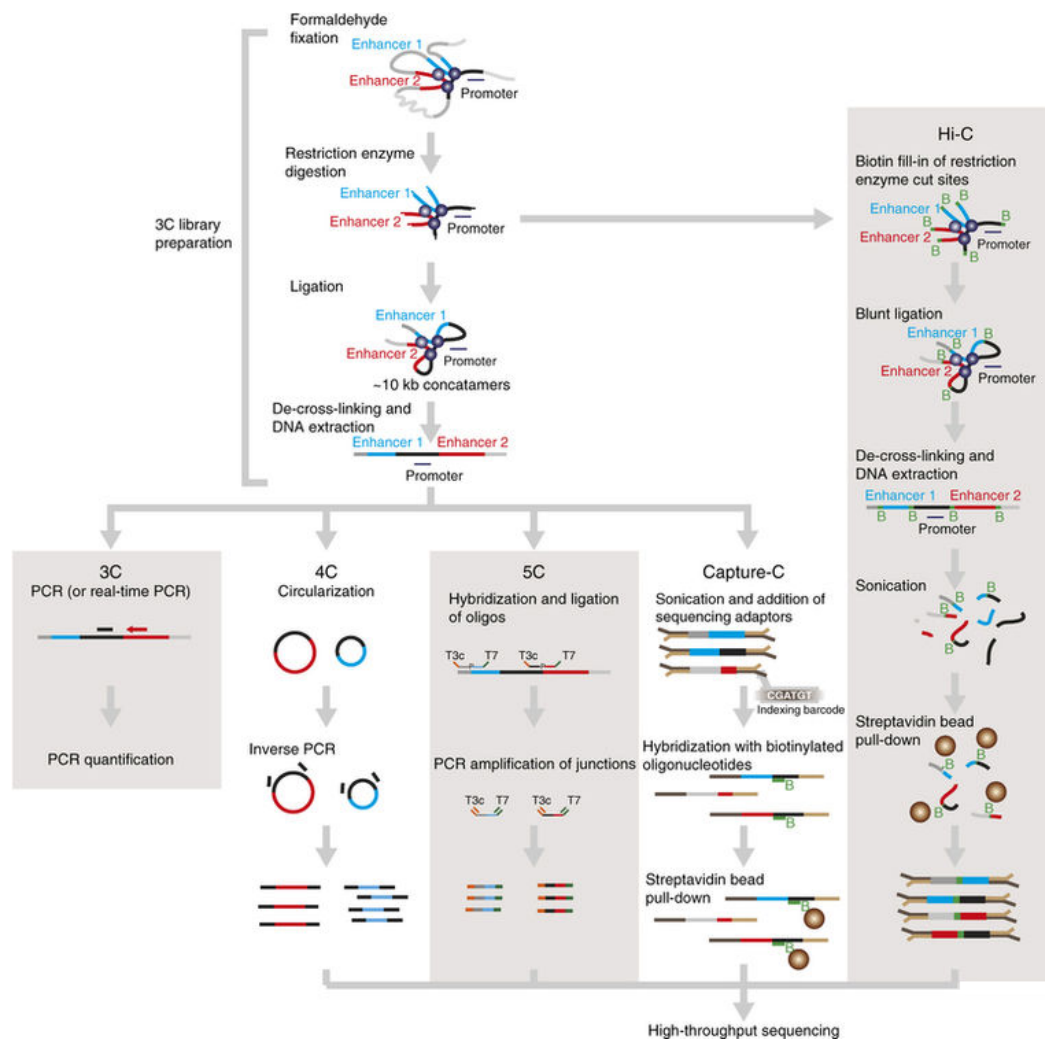 Formaldehyde
fixation
Enhancer 1
Enhancer 2
Promoter
Restriction enzyme
digestion
Enhancer 1
Enhancer 2
Promoter
3C library
preparation
Ligation
Enhancer 1
Enhancer 2
Promoter
~10 kb concatamers
De-cross-linking and
DNA extraction
Enhancer 1
Enhancer 2
Promoter
Hi-C
Biotin fill-in of restriction
enzyme cut sites
B
B
Enhancer 1
B
Enhancer 2
Promoter
B
B
Blunt ligation
Enhancer 1
B
B
Enhancer 2
Promoter
B
De-cross-linking and
DNA extraction
Enhancer 1
Enhancer 2
B
B
B
B
Promoter
Sonication
B
B
B
B
Streptavidin bead
pull-down
B
B
B
B
3C
PCR (or real-time PCR)
PCR quantification
4C
Circularization
Inverse PCR
5C
Hybridization and ligation
of oligos
T3c
T7
T3c
T7
P
P
PCR amplification of junctions
T3c
T7
T3c
T7
Capture-C
Sonication and addition of
sequencing adaptors
CGATGT
Indexing barcode
Hybridization with biotinylated
oligonucleotides
B
B
Streptavidin bead
pull-down
B
B
High-throughput sequencing